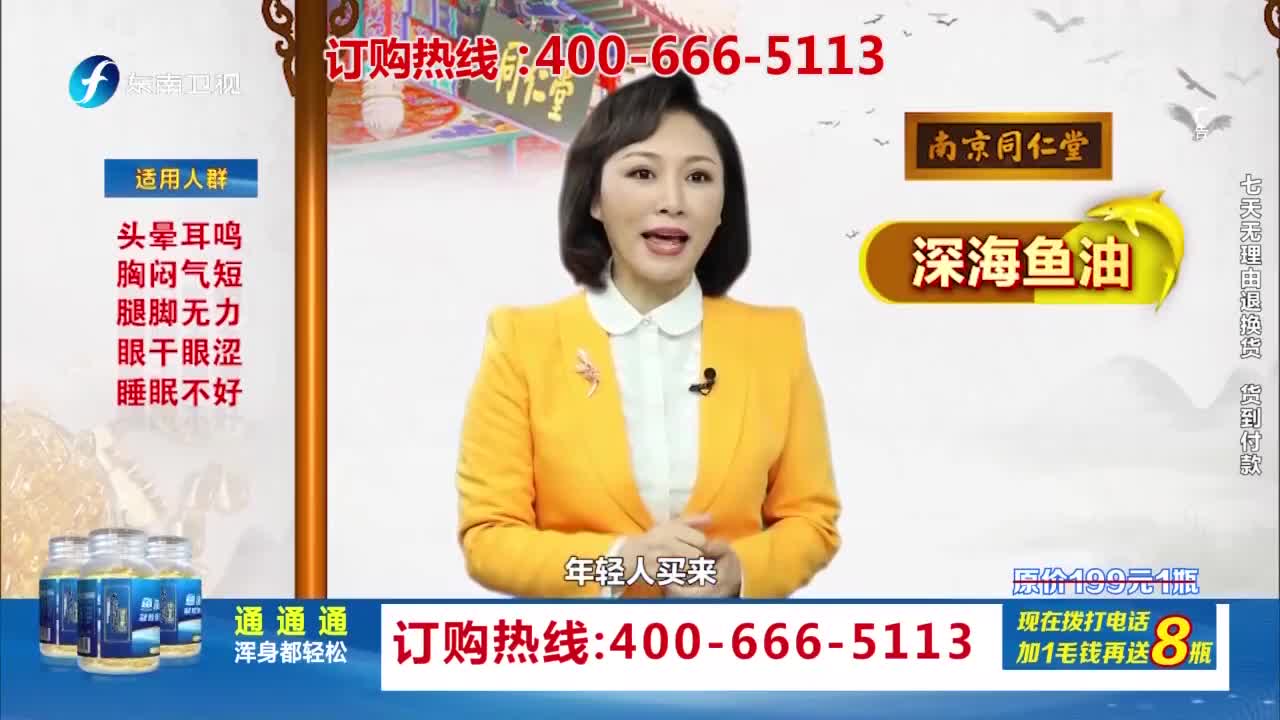 订购热线:400-666-5113
东南卫视
同仁堂
广告
南京同仁堂
深海鱼油
适用人群
头晕耳鸣
胸闷气短
腿脚无力
眼干眼涩
睡眠不好
七天无理由退换货 货到付款
年轻人买来
原价199元1瓶
通通通
浑身都轻松
订购热线:400-666-5113
现在拨打电话
加1毛钱再送8瓶